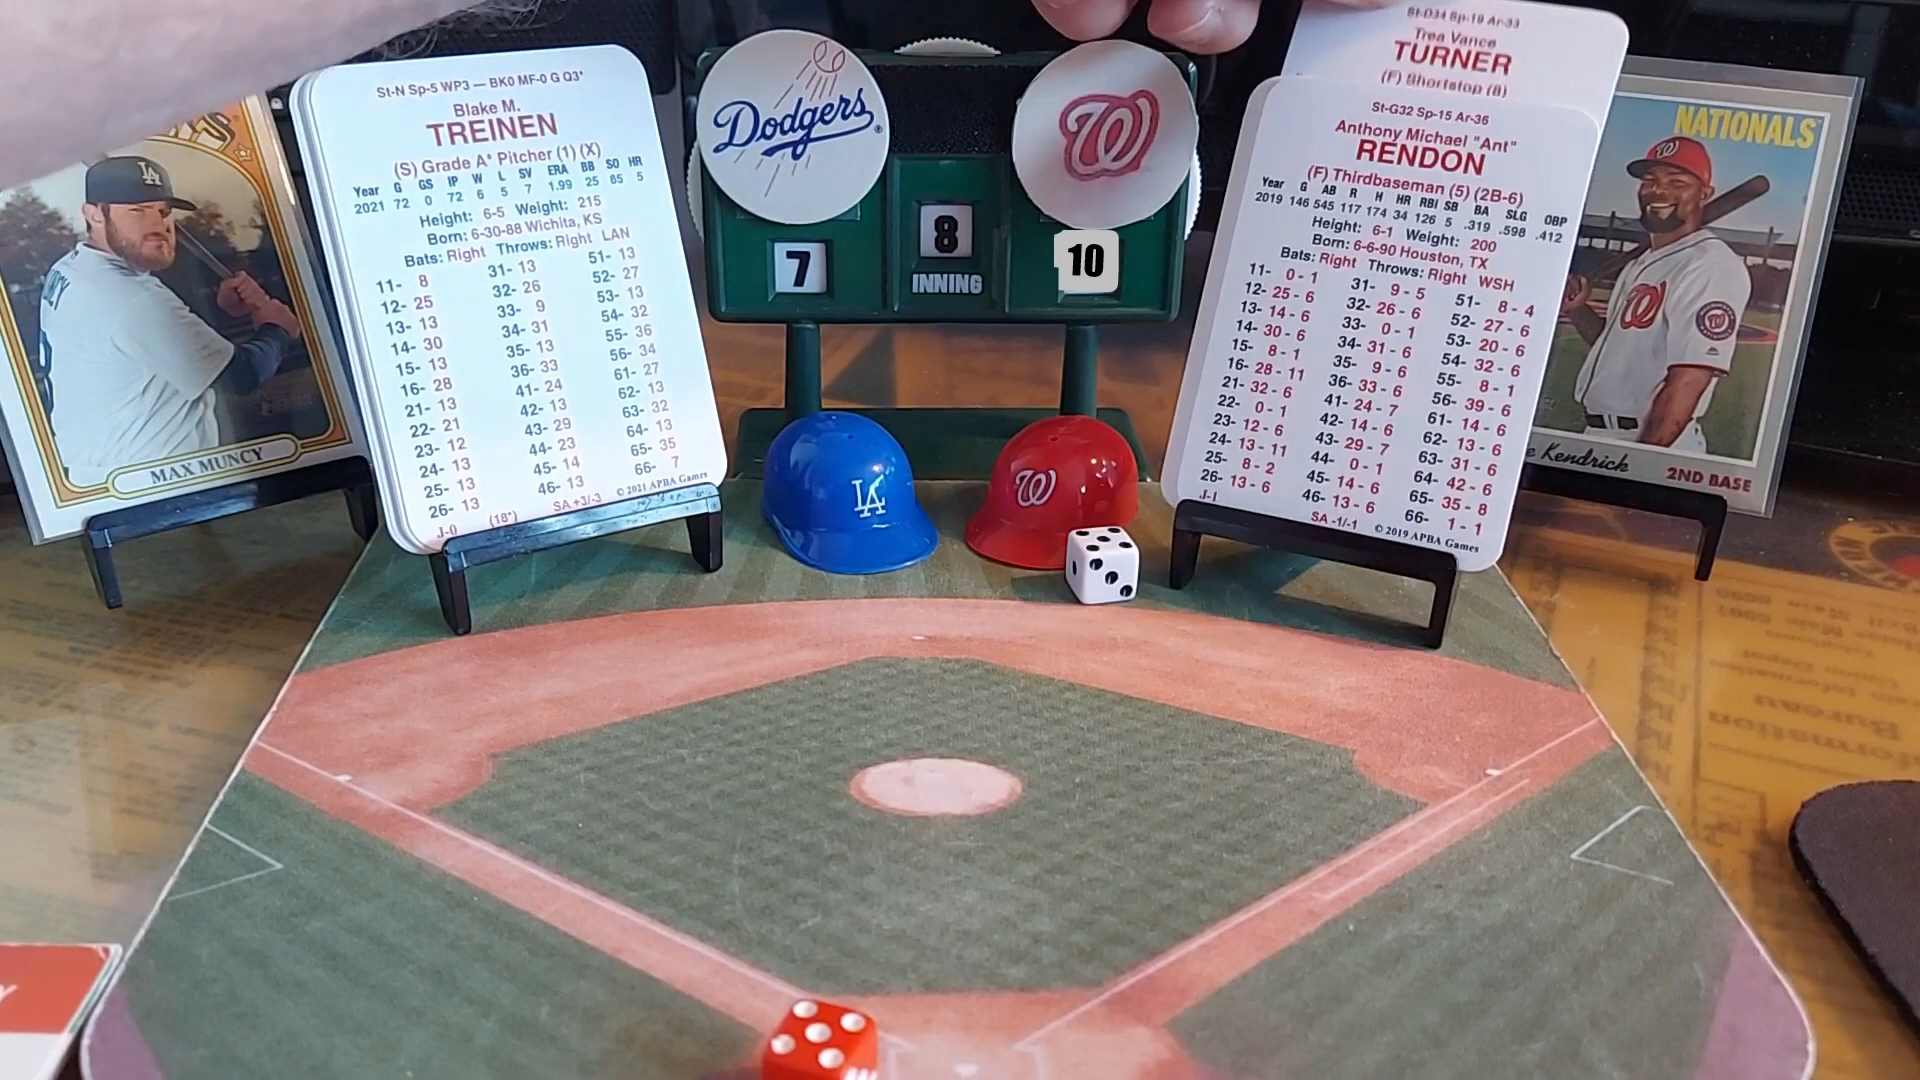 MAX MUNCY
St-N Sp-5 WP3 — BK0 MF-0 G Q3*
Blake M.
TREINEN
(S) Grade A* Pitcher (1) (X)
Year G GS IP W L SV ERA BB SO HR
2021 72 0 72 6 5 7 1.99 25 85 5
Height: 6-5 Weight: 215
Born: 6-30-88 Wichita, KS
Bats: Right Throws: Right LAN
11- 8 31- 13 51- 13
12- 25 32- 26 52- 27
13- 13 33- 9 53- 13
14- 30 34- 31 54- 32
15- 13 35- 13 55- 36
16- 28 36- 33 56- 34
21- 13 41- 24 61- 27
22- 21 42- 13 62- 13
23- 12 43- 29 63- 32
24- 13 44- 23 64- 13
25- 13 45- 14 65- 35
26- 13 46- 13 66- 7
J-0 (18*) SA +3/-3 © 2021 APBA Games
Dodgers
W
7
8
INNING
10
LA
W
St-D34 Sp-19 Ar-33
Trea Vance
TURNER
(F) Shortstop (8)
St-G32 Sp-15 Ar-36
Anthony Michael "Ant"
RENDON
(F) Thirdbaseman (5) (2B-6)
Year G AB R H HR RBI SB BA SLG OBP
2019 146 545 117 174 34 126 5 .319 .598 .412
Height: 6-1 Weight: 200
Born: 6-6-90 Houston, TX
Bats: Right Throws: Right WSH
11- 0 - 1 31- 9 - 5 51- 8 - 4
12- 25 - 6 32- 26 - 6 52- 27 - 6
13- 14 - 6 33- 0 - 1 53- 20 - 6
14- 30 - 6 34- 31 - 6 54- 32 - 6
15- 8 - 1 35- 9 - 6 55- 8 - 1
16- 28 - 11 36- 33 - 6 56- 39 - 6
21- 32 - 6 41- 24 - 7 61- 14 - 6
22- 0 - 1 42- 14 - 6 62- 13 - 6
23- 12 - 6 43- 29 - 7 63- 31 - 6
24- 13 - 11 44- 0 - 1 64- 42 - 6
25- 8 - 2 45- 14 - 6 65- 35 - 8
26- 13 - 6 46- 13 - 6 66- 1 - 1
J-1 SA -1/-1 © 2019 APBA Games
NATIONALS
Kendrick
2ND BASE